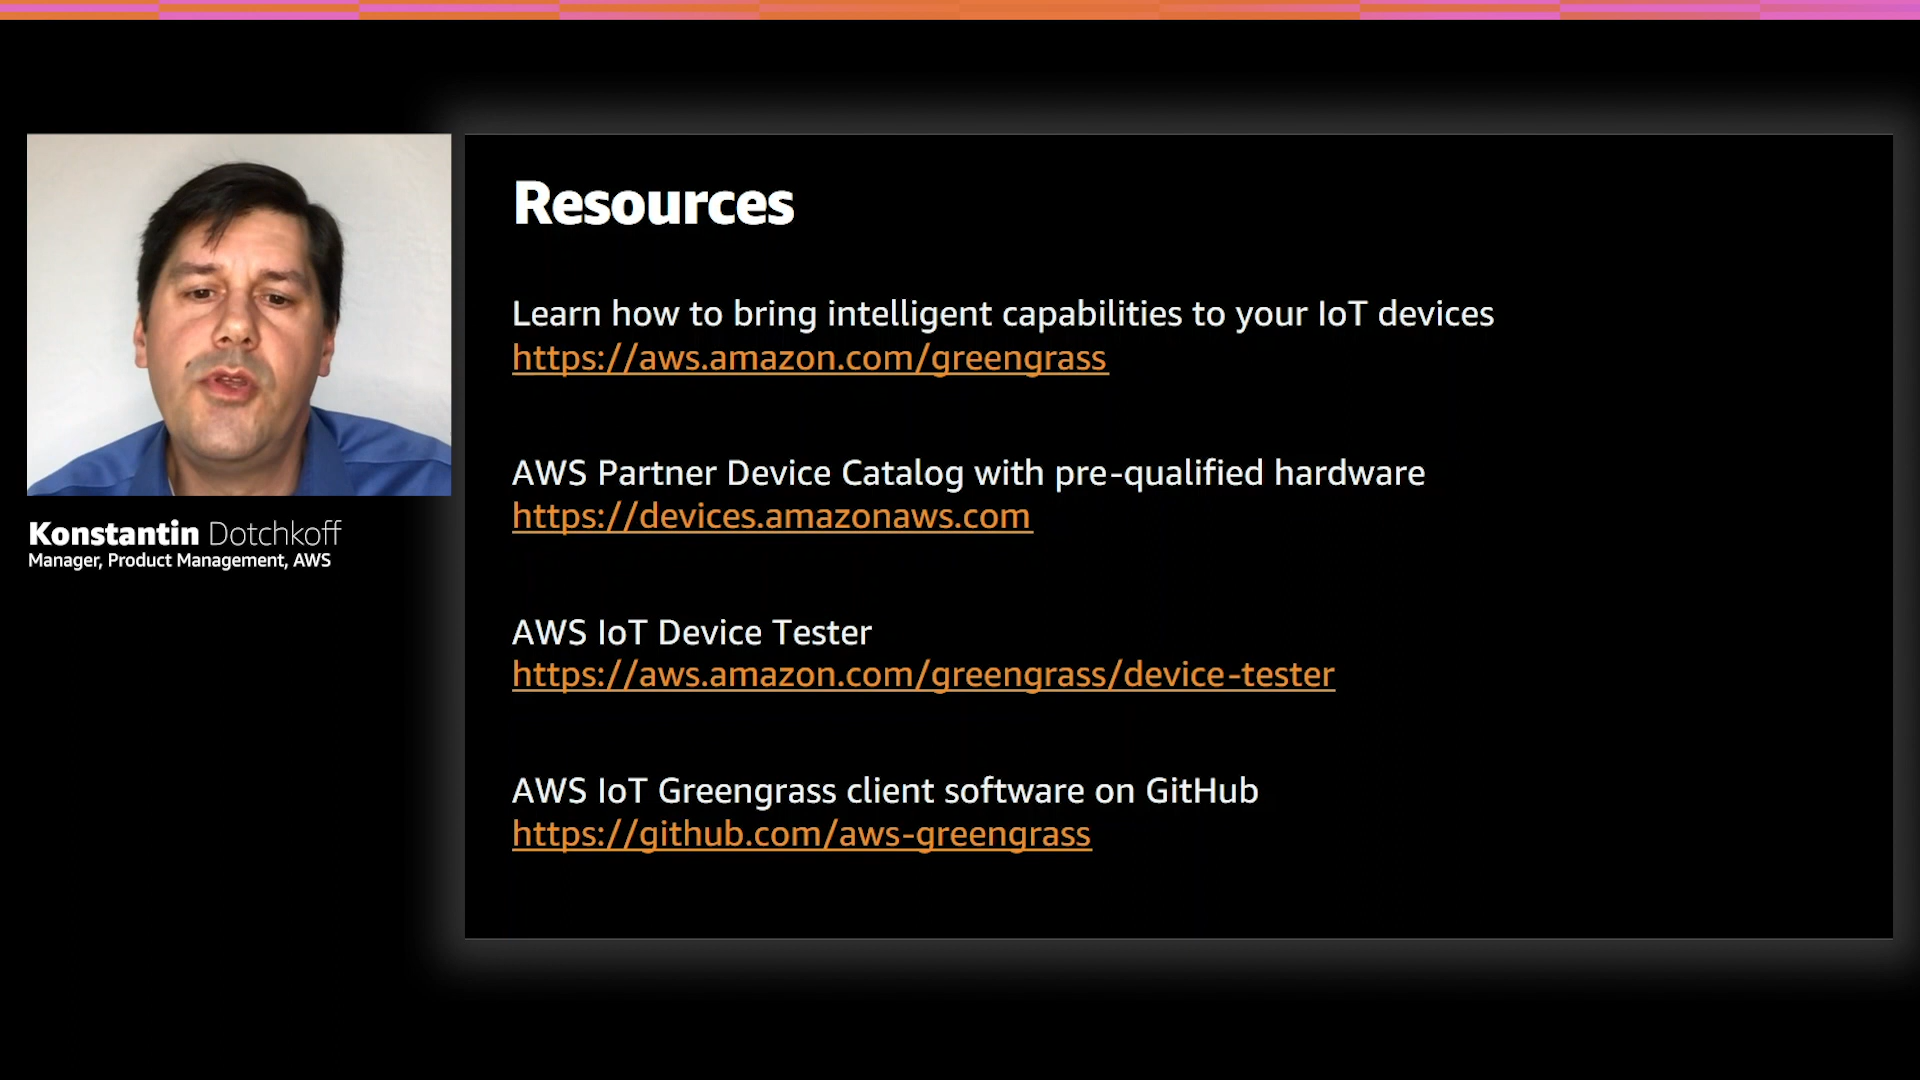 Resources
Learn how to bring intelligent capabilities to your IoT devices
https://aws.amazon.com/greengrass
AWS Partner Device Catalog with pre-qualified hardware
https://devices.amazonaws.com
Konstantin Dotchkoff
Manager, Product Management, AWS
AWS IoT Device Tester
https://aws.amazon.com/greengrass/device-tester
AWS IoT Greengrass client software on GitHub
https://github.com/aws-greengrass